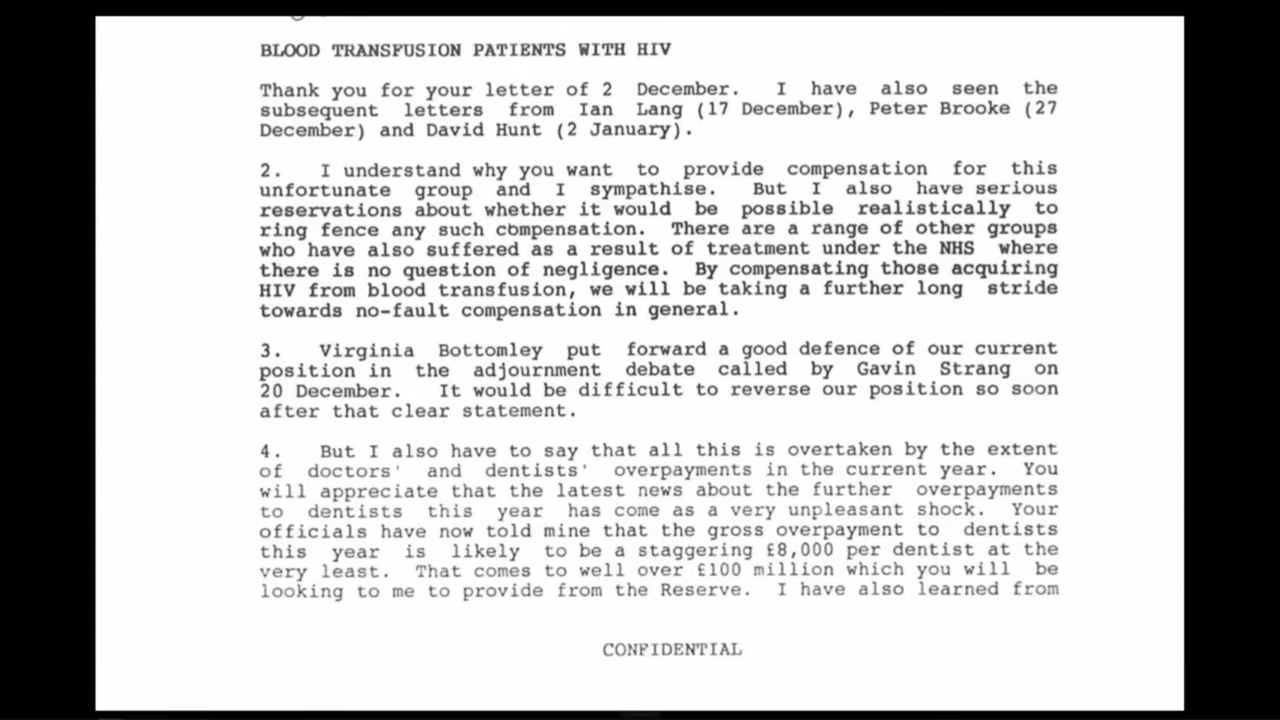 BLOOD TRANSFUSION PATIENTS WITH HIV
Thank you for your letter of 2 December. I have also seen the
subsequent letters from Ian Lang (17 December), Peter Brooke (27
December) and David Hunt (2 January).
2. I understand why you want to provide compensation for this
unfortunate group and I sympathise. But I also have serious
reservations about whether it would be possible realistically to
ring fence any such compensation. There are a range of other groups
who have also suffered as a result of treatment under the NHS where
there is no question of negligence. By compensating those acquiring
HIV from blood transfusion, we will be taking a further long stride
towards no-fault compensation in general.
3. Virginia Bottomley put forward a good defence of our current
position in the adjournment debate called by Gavin Strang on
20 December. It would be difficult to reverse our position so soon
after that clear statement.
4. But I also have to say that all this is overtaken by the extent
of doctors' and dentists' overpayments in the current year. You
will appreciate that the latest news about the further overpayments
to dentists this year has come as a very unpleasant shock. Your
officials have now told mine that the gross overpayment to dentists
this year is likely to be a staggering £8,000 per dentist at the
very least. That comes to well over £100 million which you will be
looking to me to provide from the Reserve. I have also learned from
CONFIDENTIAL